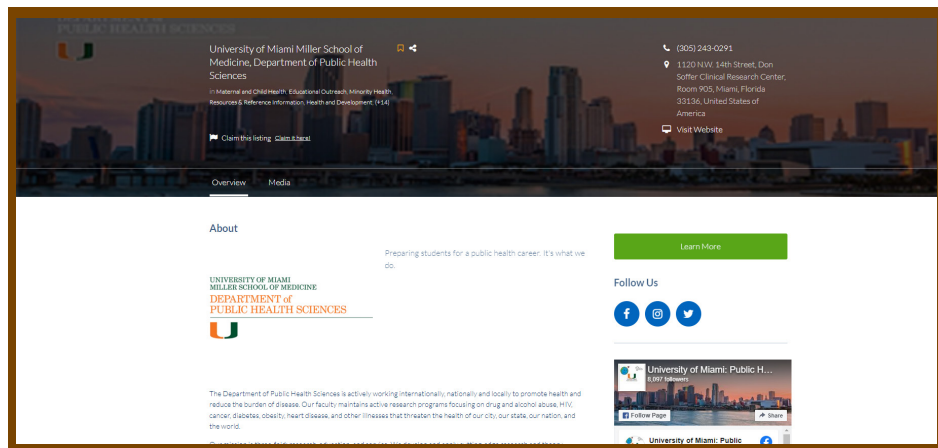 DEPARTMENT of
PUBLIC HEALTH SCIENCES
University of Miami Miller School of
Medicine, Department of Public Health
Sciences
in Maternal and Child Health, Educational Outreach, Minority Health,
Resources & Reference Information, Health and Development, (+14)
Claim this listing Claim it here!
(305) 243-0291
1120 N.W. 14th Street, Don
Soffer Clinical Research Center,
Room 905, Miami, Florida
33136, United States of
America
Visit Website
Overview
Media
About
Preparing students for a public health career. It's what we
do.
UNIVERSITY OF MIAMI
MILLER SCHOOL OF MEDICINE
DEPARTMENT of
PUBLIC HEALTH SCIENCES
The Department of Public Health Sciences is actively working internationally, nationally and locally to promote health and
reduce the burden of disease. Our faculty maintains active research programs focusing on drug and alcohol abuse, HIV,
cancer, diabetes, obesity, heart disease, and other illnesses that threaten the health of our city, our state, our nation, and
the world.
Learn More
Follow Us
University of Miami: Public H...
8,097 followers
Follow Page
Share
University of Miami: Public